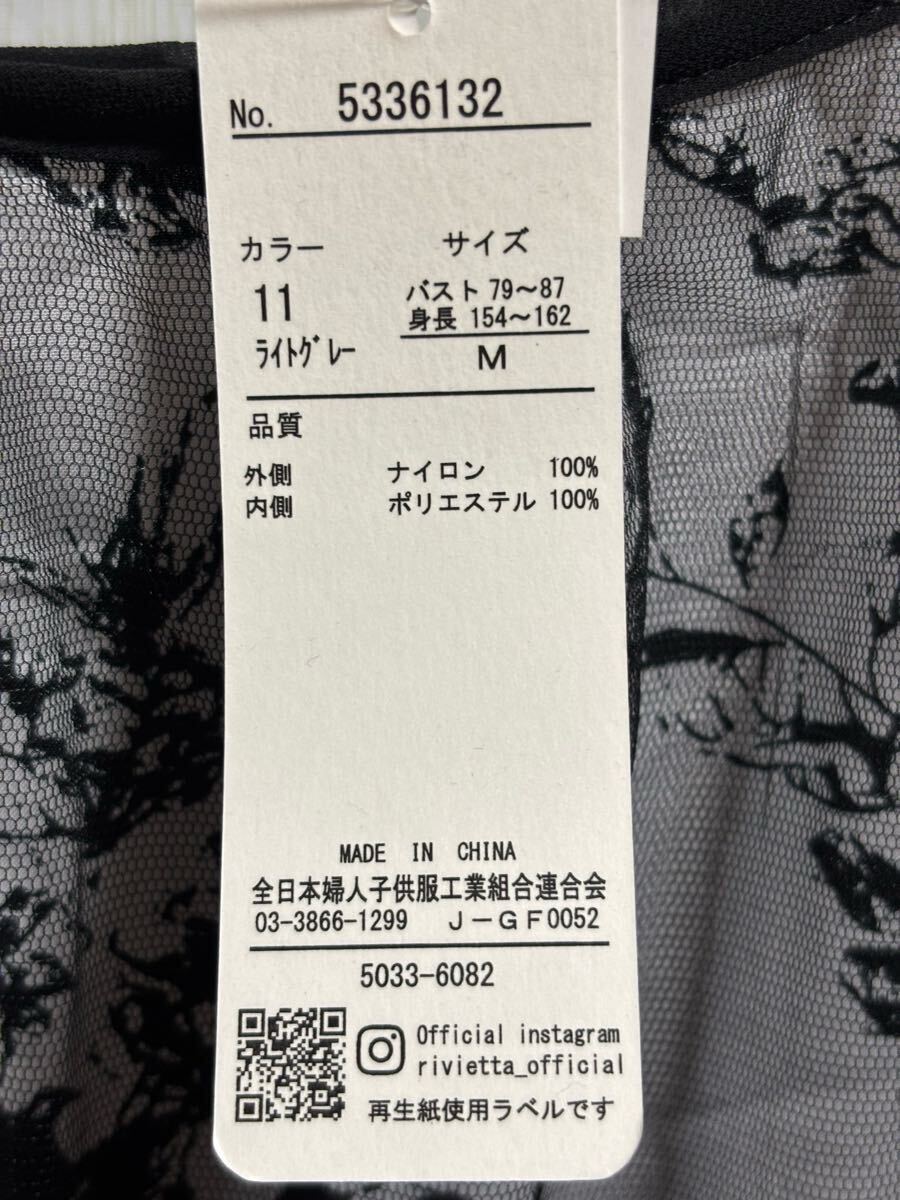 No. 5336132
カラー サイズ
11 バスト 79～87
身長 154～162
ﾗｲﾄｸﾞﾚｰ M
品質
外側 ナイロン 100%
内側 ポリエステル 100%
MADE IN CHINA
全日本婦人子供服工業組合連合会
03-3866-1299 J－GF0052
5033-6082
Official instagram
rivietta_official
再生紙使用ラベルです